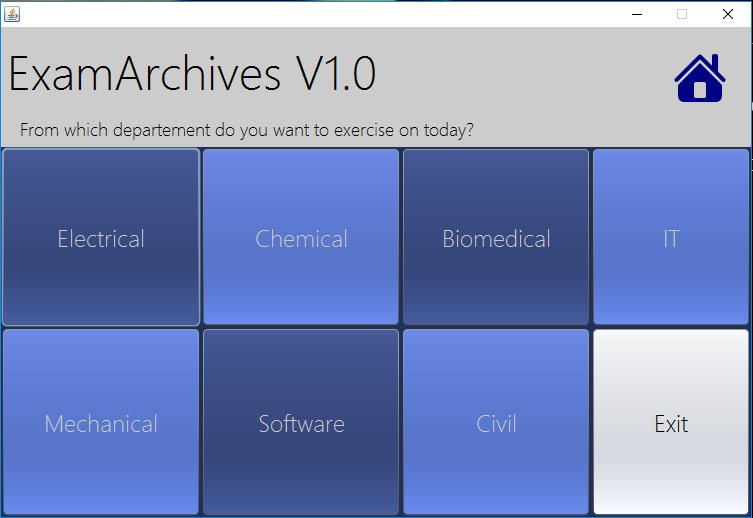 ExamArchives V1.0
From which departement do you want to exercise on today?
Electrical
Chemical
Biomedical
IT
Mechanical
Software
Civil
Exit